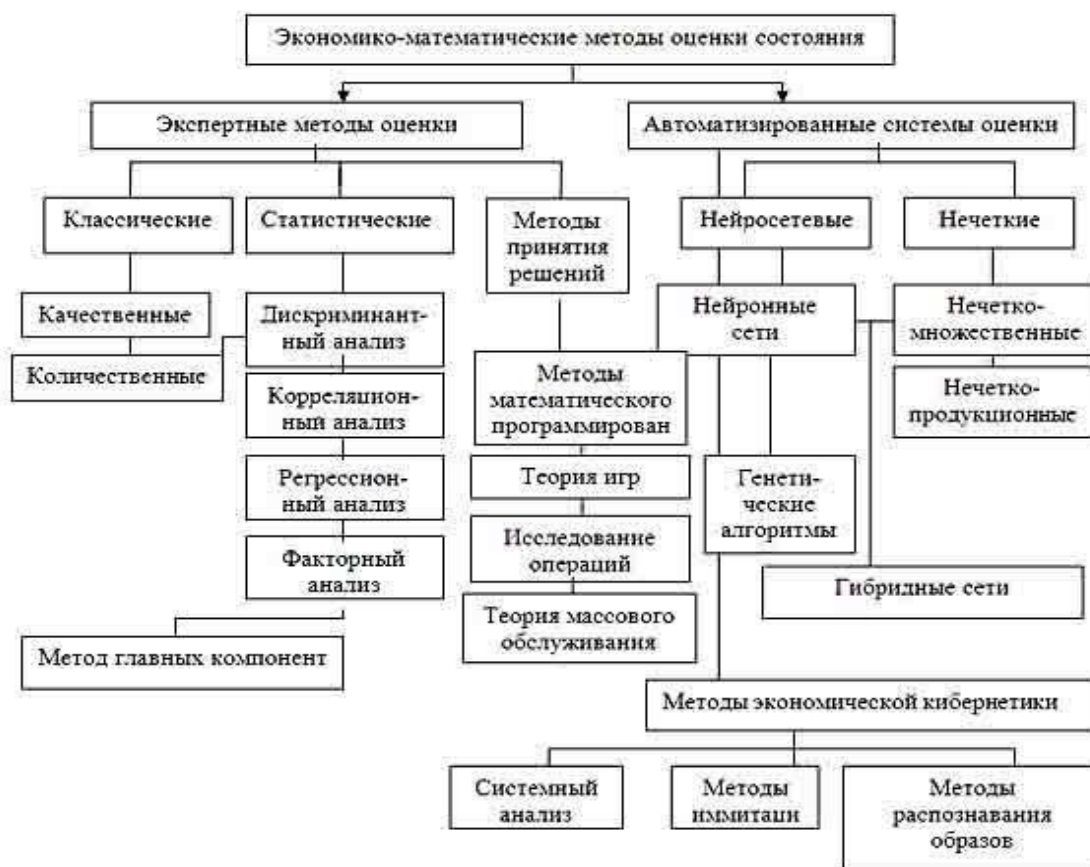 Экономико-математические методы оценки состояния
Экспертные методы оценки
Автоматизированные системы оценки
Классические
Статистические
Методы
принятия
решений
Нейросетевые
Нечеткие
Качественные
Количественные
Дискриминант-
ный анализ
Корреляцион-
ный анализ
Регрессион-
ный анализ
Факторный
анализ
Метод главных компонент
Методы
математического
программирован
Теория игр
Исследование
операций
Теория массового
обслуживания
Нейронные
сети
Генети-
ческие
алгоритмы
Нечетко-
множественные
Нечетко-
продукционные
Гибридные сети
Методы экономической кибернетики
Системный
анализ
Методы
иммитаци
Методы
распознавания
образов